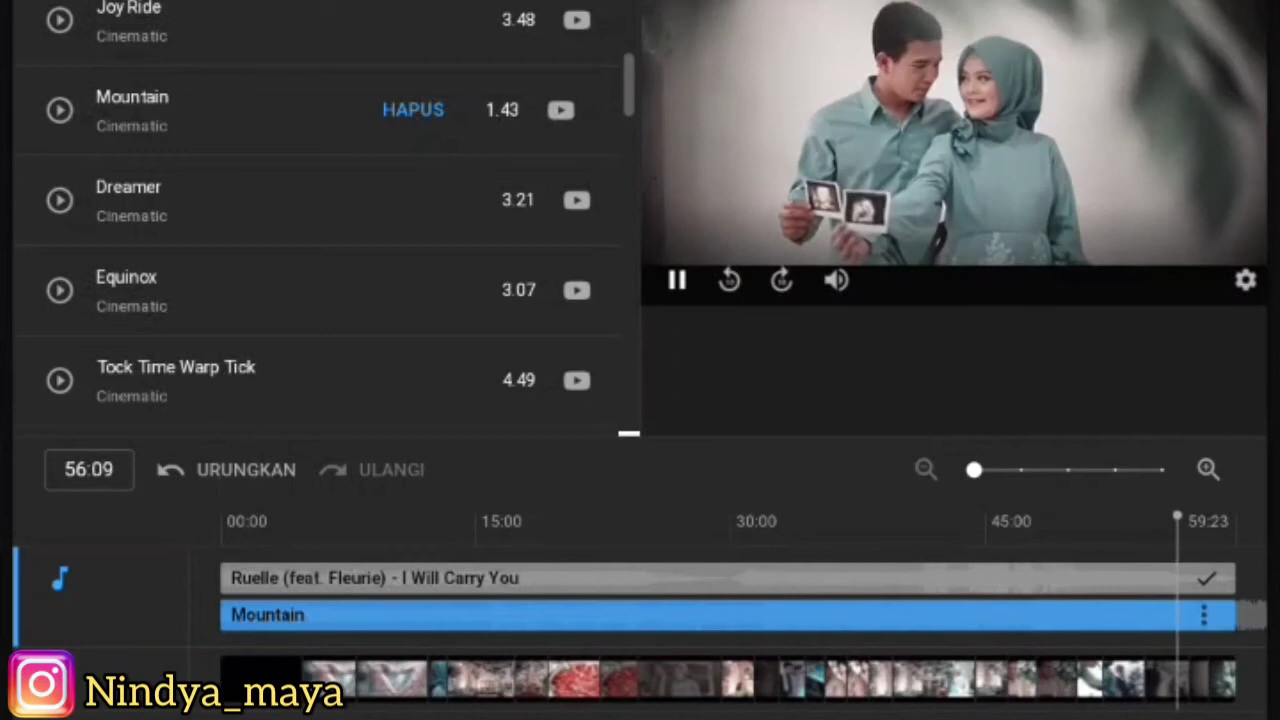 Joy Ride
3.48
Cinematic
Mountain
HAPUS
1.43
Cinematic
Dreamer
3.21
Cinematic
Equinox
3.07
Cinematic
Tock Time Warp Tick
4.49
Cinematic
56:09
URUNGKAN
ULANGI
00:00
15:00
30:00
45:00
59:23
Ruelle (feat. Fleurie) - I Will Carry You
Mountain
Nindya_maya